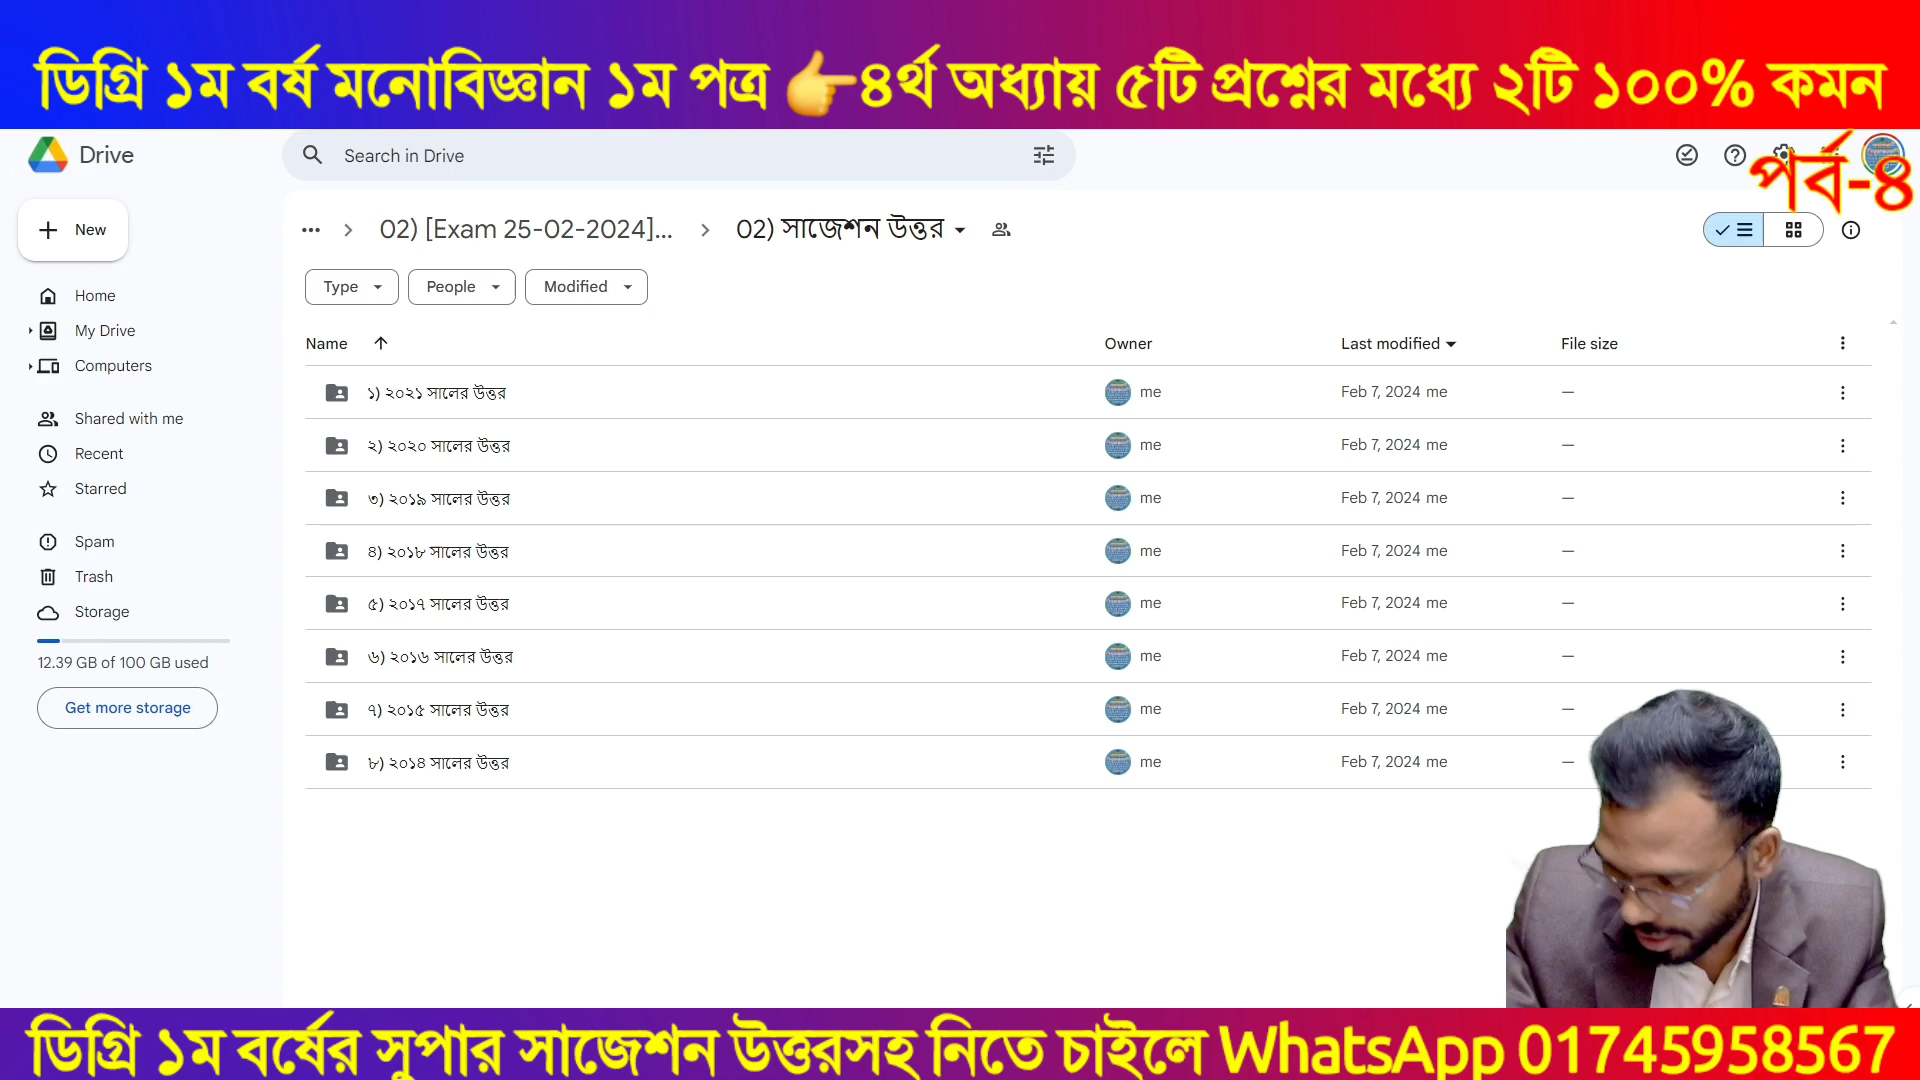 ডিগ্রি ১ম বর্ষ মনোবিজ্ঞান ১ম পত্র 👉৪র্থ অধ্যায় ৫টি প্রশ্নের মধ্যে ২টি ১০০% কমন
Drive
Search in Drive
পর্ব-৪
New
... > 02) [Exam 25-02-2024]... > 02) সাজেশন উত্তর
Type People Modified
Home
My Drive
Computers
Shared with me
Recent
Starred
Spam
Trash
Storage
12.39 GB of 100 GB used
Get more storage
Name Owner Last modified File size
১) ২০২১ সালের উত্তর me Feb 7, 2024 me —
২) ২০২০ সালের উত্তর me Feb 7, 2024 me —
৩) ২০১৯ সালের উত্তর me Feb 7, 2024 me —
৪) ২০১৮ সালের উত্তর me Feb 7, 2024 me —
৫) ২০১৭ সালের উত্তর me Feb 7, 2024 me —
৬) ২০১৬ সালের উত্তর me Feb 7, 2024 me —
৭) ২০১৫ সালের উত্তর me Feb 7, 2024 me —
৮) ২০১৪ সালের উত্তর me Feb 7, 2024 me —
ডিগ্রি ১ম বর্ষের সুপার সাজেশন উত্তরসহ নিতে চাইলে WhatsApp 01745958567